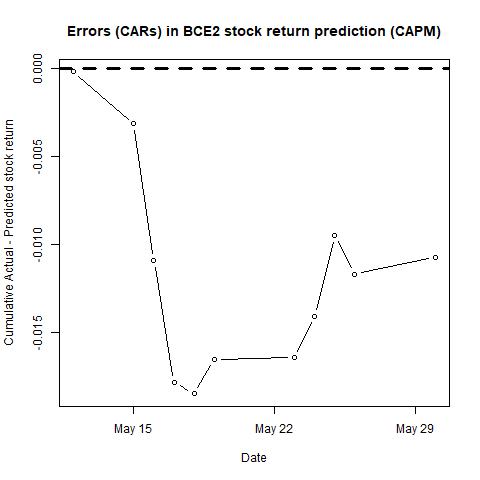 Errors (CARs) in BCE2 stock return prediction (CAPM)
Cumulative Actual - Predicted stock return
0.000
-0.005
-0.010
-0.015
May 15
May 22
May 29
Date